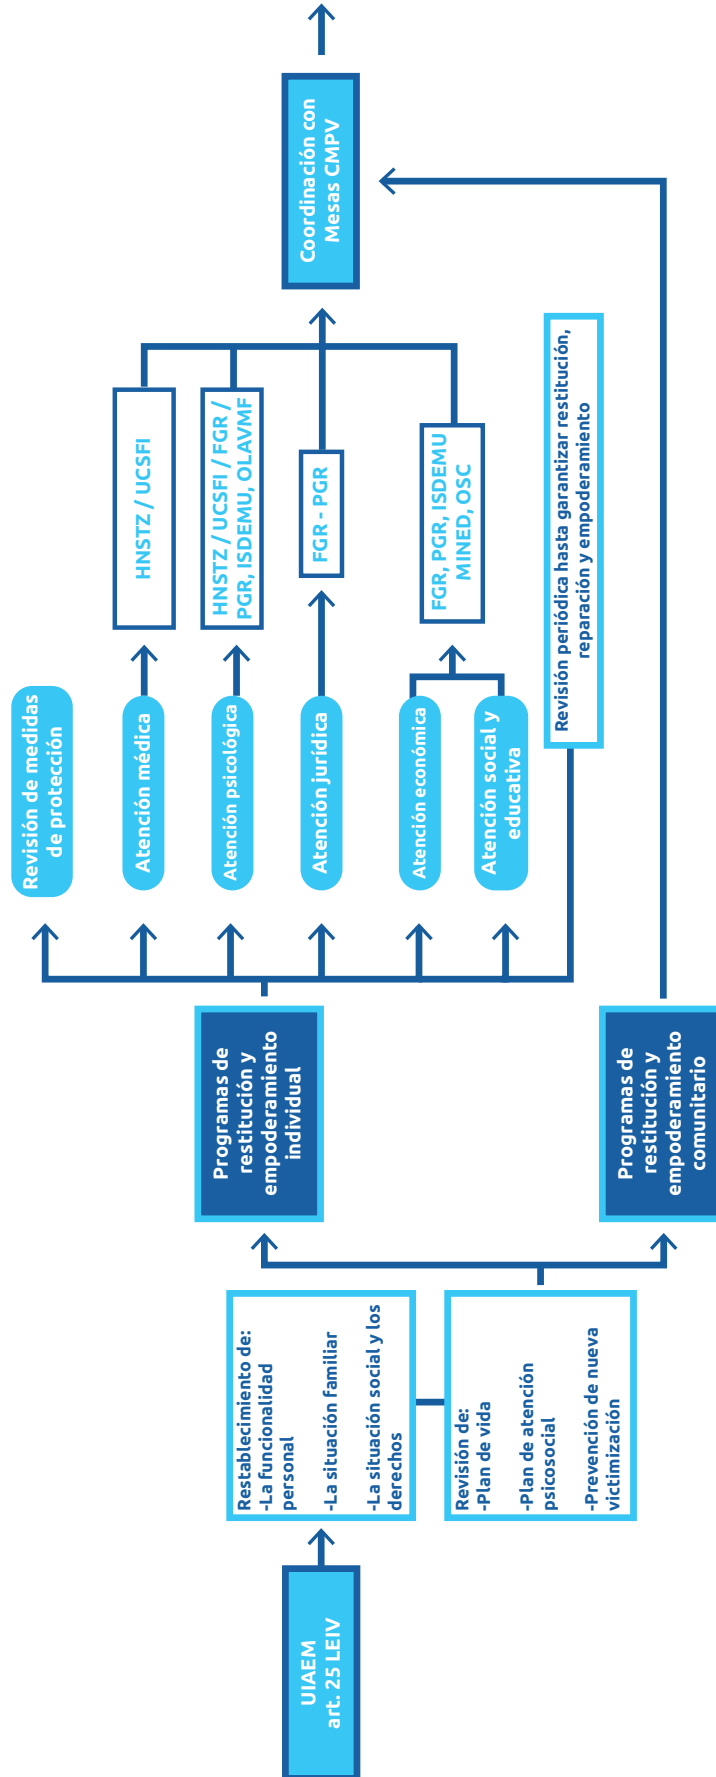 UIAEM
art. 25 LEIV
Restablecimiento de:
-La funcionalidad
personal
-La situación familiar
-La situación social y los
derechos
Revisión de:
-Plan de vida
-Plan de atención
psicosocial
-Prevención de nueva
victimización
Programas de
restitución y
empoderamiento
individual
Programas de
restitución y
empoderamiento
comunitario
Revisión de medidas
de protección
Atención médica
Atención psicológica
Atención jurídica
Atención económica
Atención social y
educativa
HNSTZ / UCSFI
HNSTZ / UCSFI / FGR /
PGR, ISDEMU, OLAVMF
FGR - PGR
FGR, PGR, ISDEMU
MINED, OSC
Revisión periódica hasta garantizar restitución,
reparación y empoderamiento
Coordinación con
Mesas CMPV